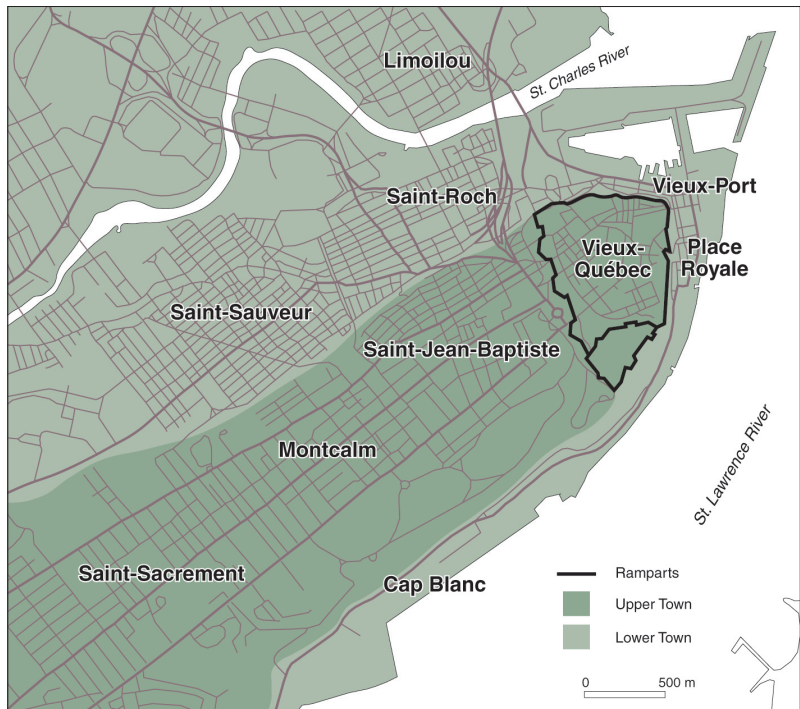 Limoilou
St. Charles River
Saint-Roch
Vieux-Port
Vieux-
Québec
Place
Royale
Saint-Sauveur
Saint-Jean-Baptiste
Montcalm
St. Lawrence River
Saint-Sacrement
Cap Blanc
Ramparts
Upper Town
Lower Town
0 500 m